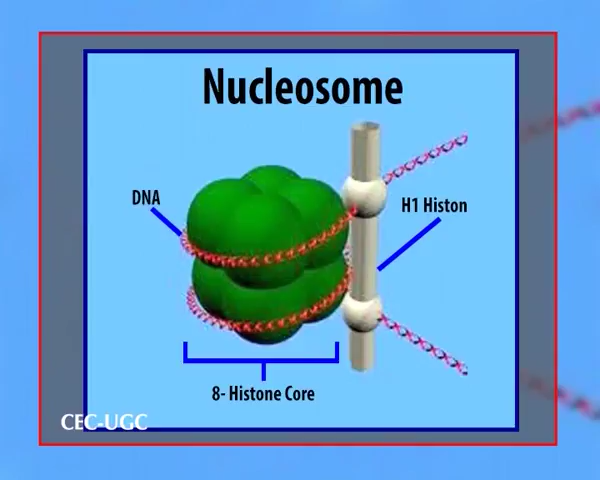 Nucleosome
DNA
H1 Histon
8- Histone Core
CEC-UGC